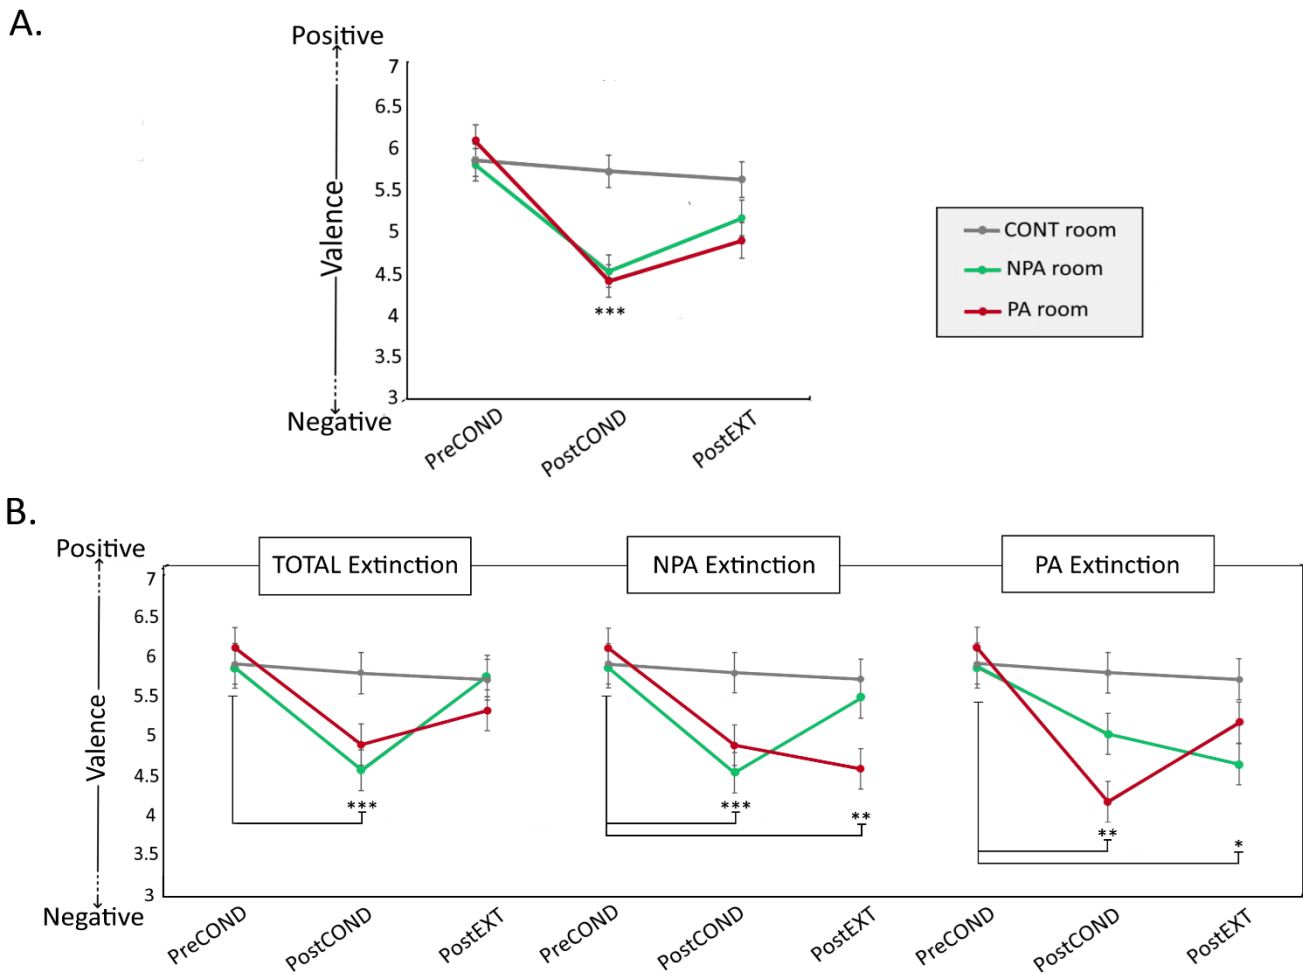 A.
Positive
7
6.5
6
5.5
5
4.5
4
3.5
3
Valence
Negative
***
PreCOND
PostCOND
PostEXT
CONT room
NPA room
PA room
B.
Positive
7
6.5
6
5.5
5
4.5
4
3.5
3
Valence
Negative
TOTAL Extinction
NPA Extinction
PA Extinction
***
***
**
**
*
PreCOND
PostCOND
PostEXT
PreCOND
PostCOND
PostEXT
PreCOND
PostCOND
PostEXT